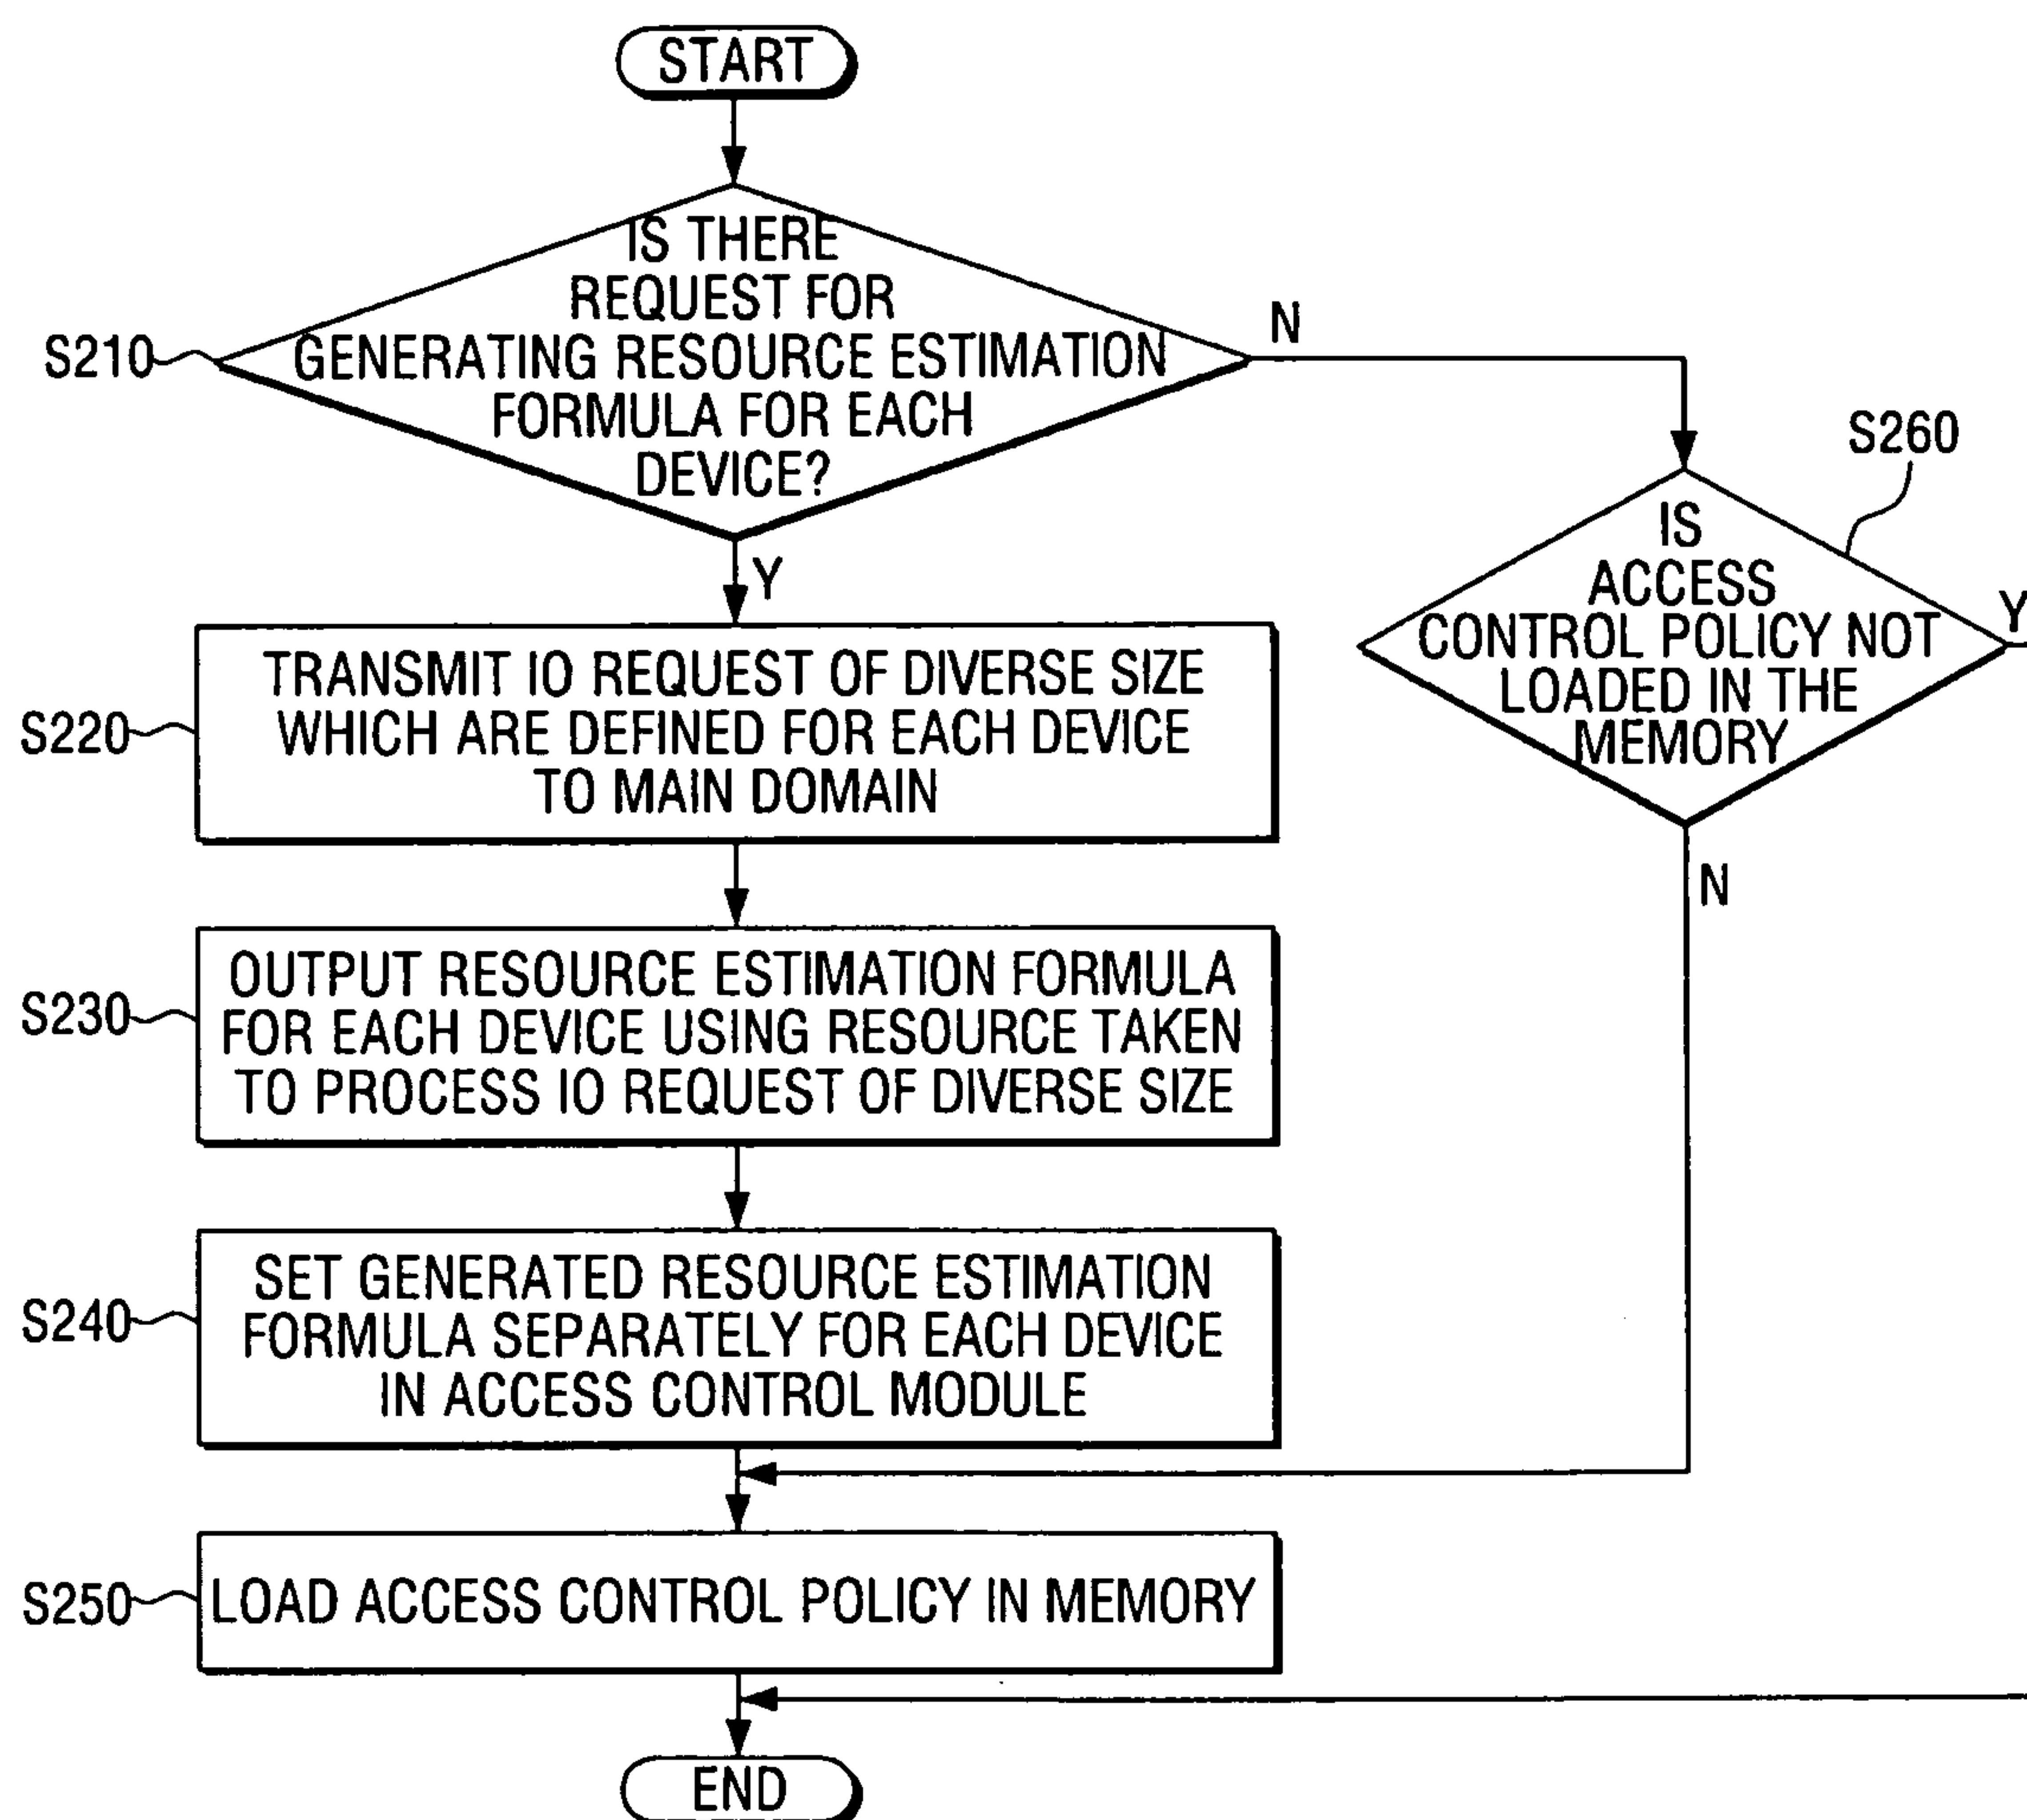 START
IS THERE
REQUEST FOR
GENERATING RESOURCE ESTIMATION
FORMULA FOR EACH
DEVICE?
S210
N
Y
S260
IS
ACCESS
CONTROL POLICY NOT
LOADED IN THE
MEMORY
Y
N
S220
TRANSMIT IO REQUEST OF DIVERSE SIZE
WHICH ARE DEFINED FOR EACH DEVICE
TO MAIN DOMAIN
S230
OUTPUT RESOURCE ESTIMATION FORMULA
FOR EACH DEVICE USING RESOURCE TAKEN
TO PROCESS IO REQUEST OF DIVERSE SIZE
S240
SET GENERATED RESOURCE ESTIMATION
FORMULA SEPARATELY FOR EACH DEVICE
IN ACCESS CONTROL MODULE
S250
LOAD ACCESS CONTROL POLICY IN MEMORY
END